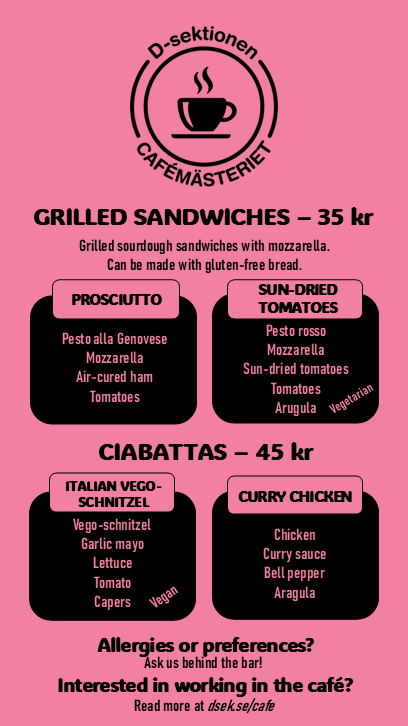 D-sektionen
CAFÉMÄSTERIET
GRILLED SANDWICHES – 35 kr
Grilled sourdough sandwiches with mozzarella.
Can be made with gluten-free bread.
PROSCIUTTO
Pesto alla Genovese
Mozzarella
Air-cured ham
Tomatoes
SUN-DRIED
TOMATOES
Pesto rosso
Mozzarella
Sun-dried tomatoes
Tomatoes
Arugula
Vegetarian
CIABATTAS – 45 kr
ITALIAN VEGO-
SCHNITZEL
Vego-schnitzel
Garlic mayo
Lettuce
Tomato
Capers
Vegan
CURRY CHICKEN
Chicken
Curry sauce
Bell pepper
Aragula
Allergies or preferences?
Ask us behind the bar!
Interested in working in the café?
Read more at dsek.se/cafe